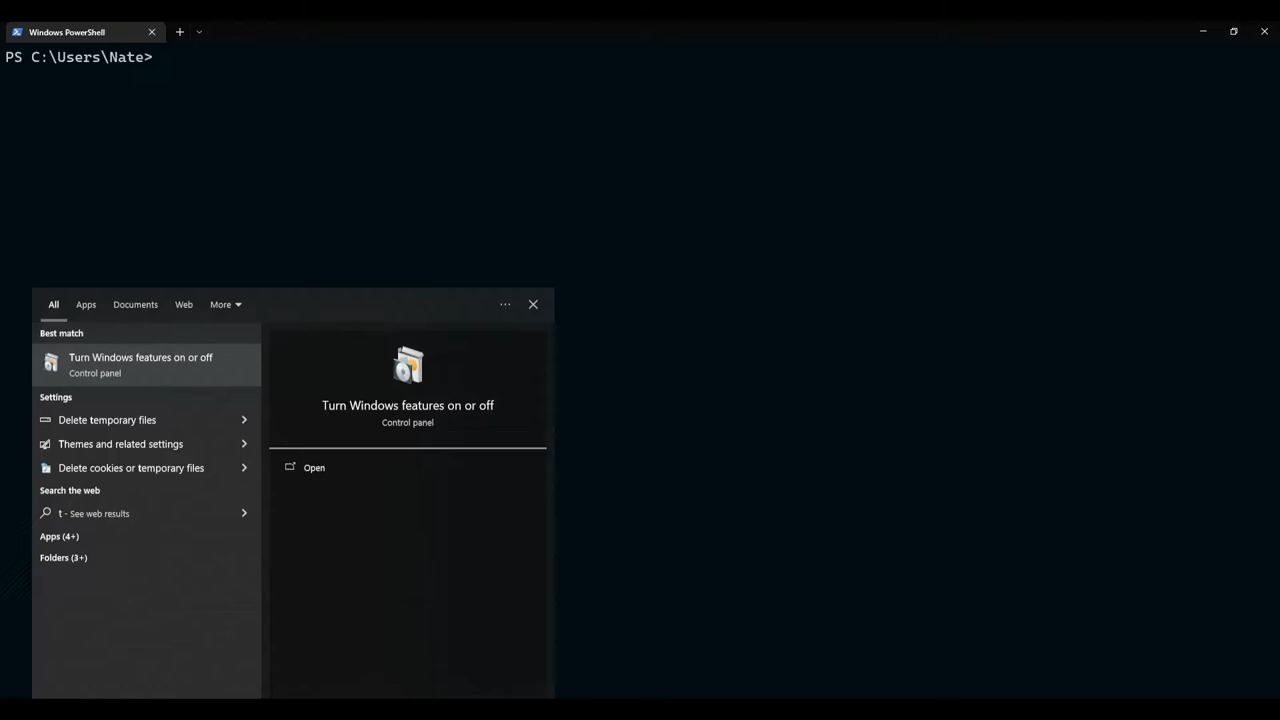 Windows PowerShell
PS C:\Users\Nate>
All Apps Documents Web More
Best match
Turn Windows features on or off
Control panel
Settings
Delete temporary files
Themes and related settings
Delete cookies or temporary files
Search the web
t - See web results
Apps (4+)
Folders (3+)
Turn Windows features on or off
Control panel
Open